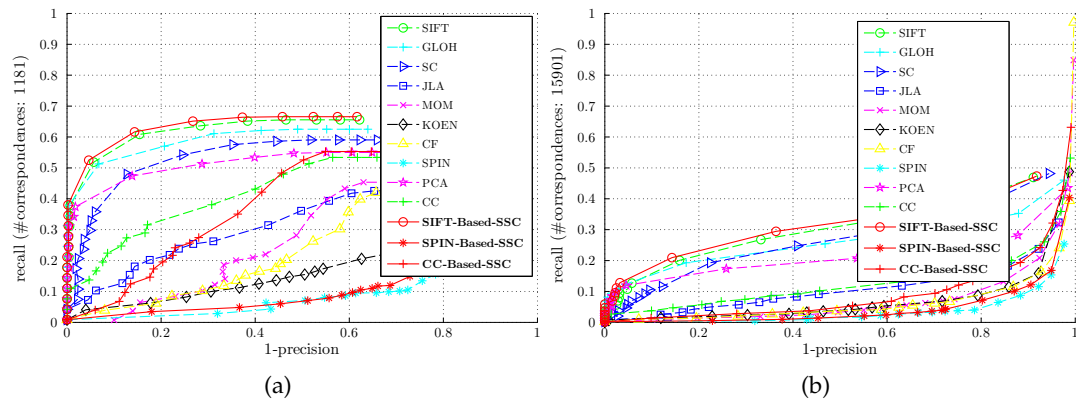 1
0.9
0.8
0.7
0.6
0.5
0.4
0.3
0.2
0.1
0
recall (#correspondences: 1181)
0 0.2 0.4 0.6 0.8 1
1-precision
SIFT
GLOH
SC
JLA
MOM
KOEN
CF
SPIN
PCA
CC
SIFT-Based-SSC
SPIN-Based-SSC
CC-Based-SSC
(a)
1
0.9
0.8
0.7
0.6
0.5
0.4
0.3
0.2
0.1
0
recall (#correspondences: 15901)
0 0.2 0.4 0.6 0.8 1
1-precision
SIFT
GLOH
SC
JLA
MOM
KOEN
CF
SPIN
PCA
CC
SIFT-Based-SSC
SPIN-Based-SSC
CC-Based-SSC
(b)